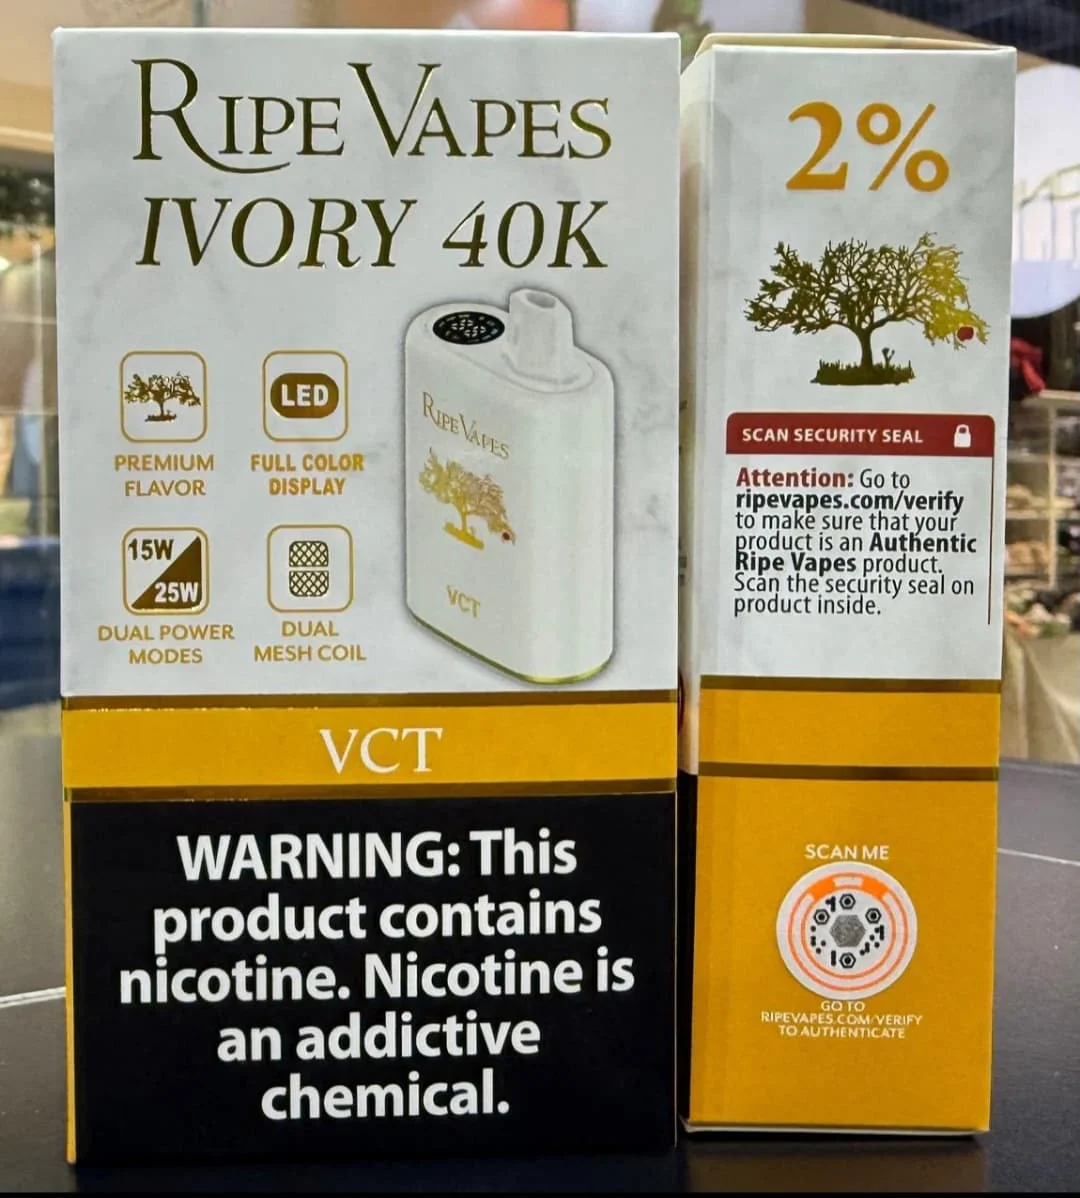 RIPE VAPES
IVORY 40K
PREMIUM
FLAVOR
LED
FULL COLOR
DISPLAY
15W
25W
DUAL POWER
MODES
DUAL
MESH COIL
RIPE VAPES
VCT
VCT
WARNING: This
product contains
nicotine. Nicotine is
an addictive
chemical.
2%
SCAN SECURITY SEAL
Attention: Go to
ripevapes.com/verify
to make sure that your
product is an Authentic
Ripe Vapes product.
Scan the security seal on
product inside.
SCAN ME
GO TO
RIPEVAPES.COM/VERIFY
TO AUTHENTICATE